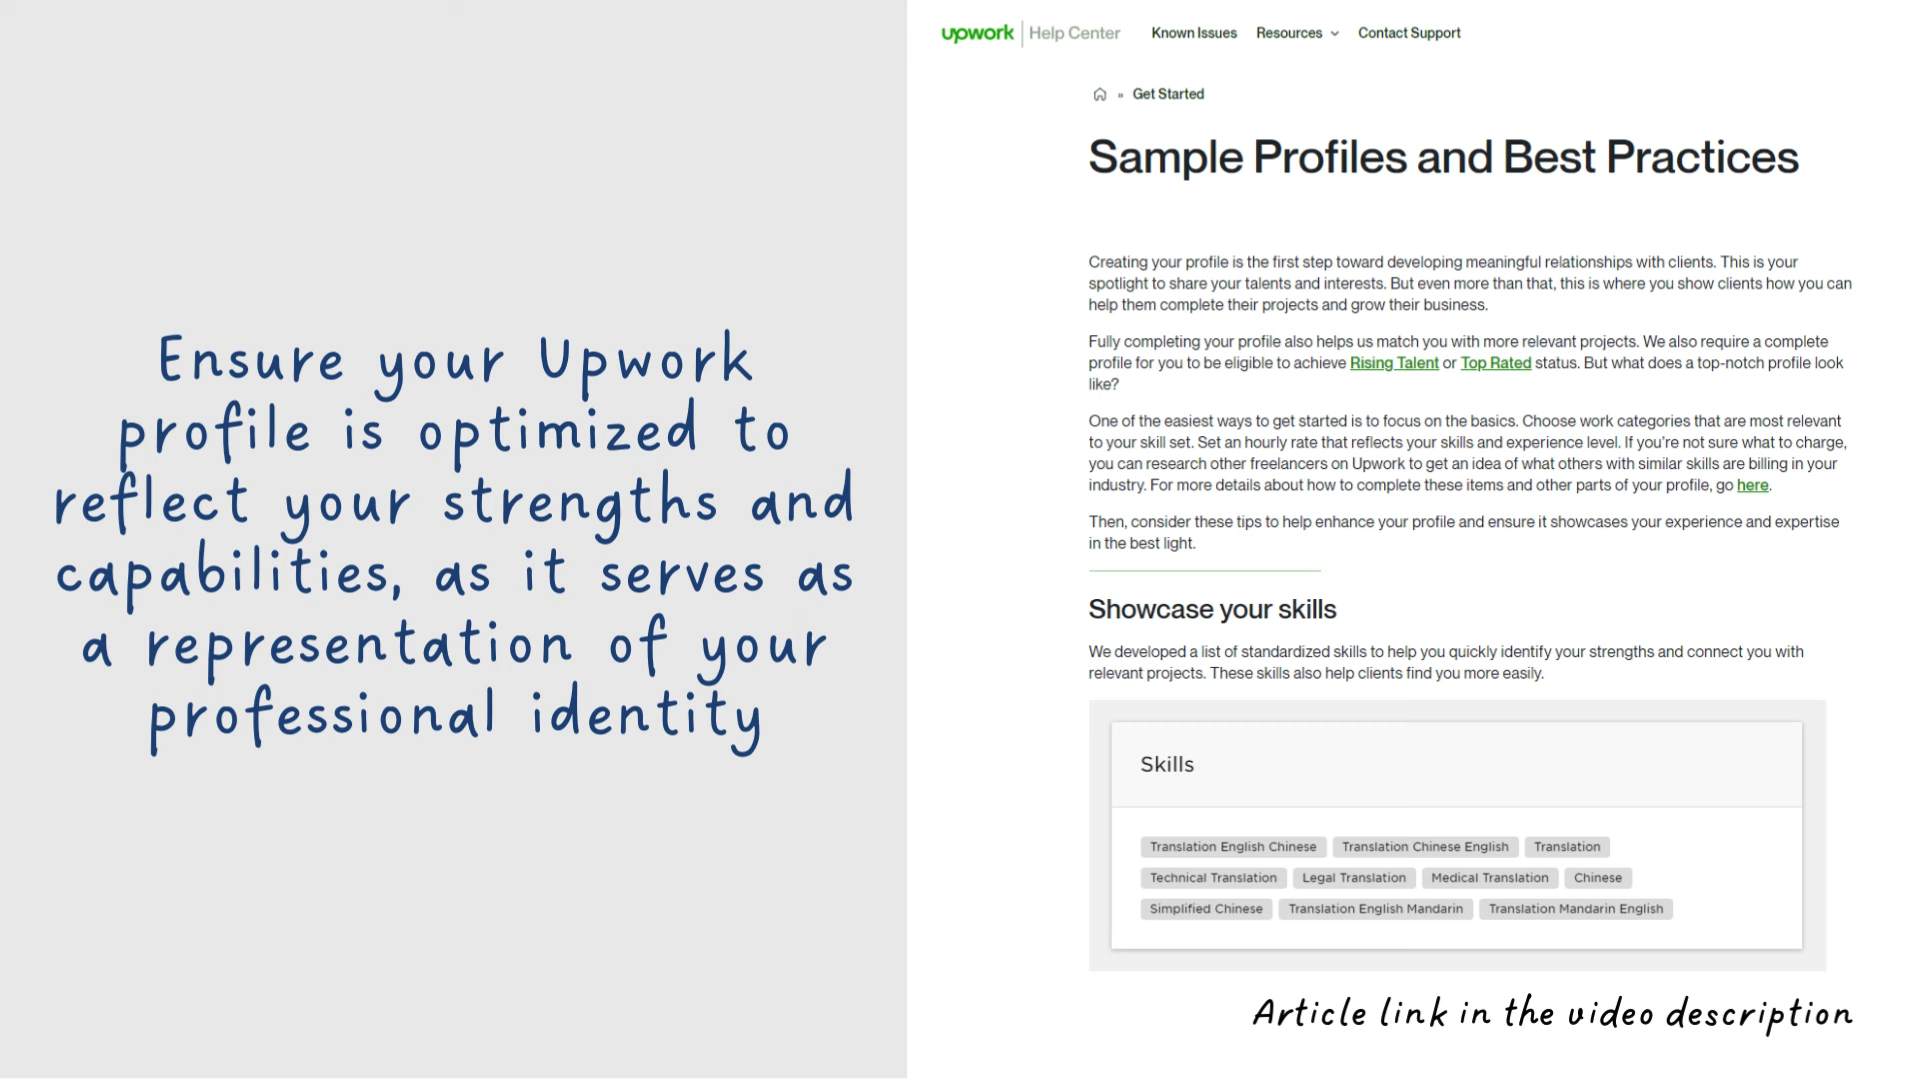 Ensure your Upwork
profile is optimized to
reflect your strengths and
capabilities, as it serves as
a representation of your
professional identity
upwork Help Center Known Issues Resources Contact Support
» Get Started
Sample Profiles and Best Practices
Creating your profile is the first step toward developing meaningful relationships with clients. This is your
spotlight to share your talents and interests. But even more than that, this is where you show clients how you can
help them complete their projects and grow their business.
Fully completing your profile also helps us match you with more relevant projects. We also require a complete
profile for you to be eligible to achieve Rising Talent or Top Rated status. But what does a top-notch profile look
like?
One of the easiest ways to get started is to focus on the basics. Choose work categories that are most relevant
to your skill set. Set an hourly rate that reflects your skills and experience level. If you’re not sure what to charge,
you can research other freelancers on Upwork to get an idea of what others with similar skills are billing in your
industry. For more details about how to complete these items and other parts of your profile, go here.
Then, consider these tips to help enhance your profile and ensure it showcases your experience and expertise
in the best light.
Showcase your skills
We developed a list of standardized skills to help you quickly identify your strengths and connect you with
relevant projects. These skills also help clients find you more easily.
Skills
Translation English Chinese Translation Chinese English Translation
Technical Translation Legal Translation Medical Translation Chinese
Simplified Chinese Translation English Mandarin Translation Mandarin English
Article link in the video description